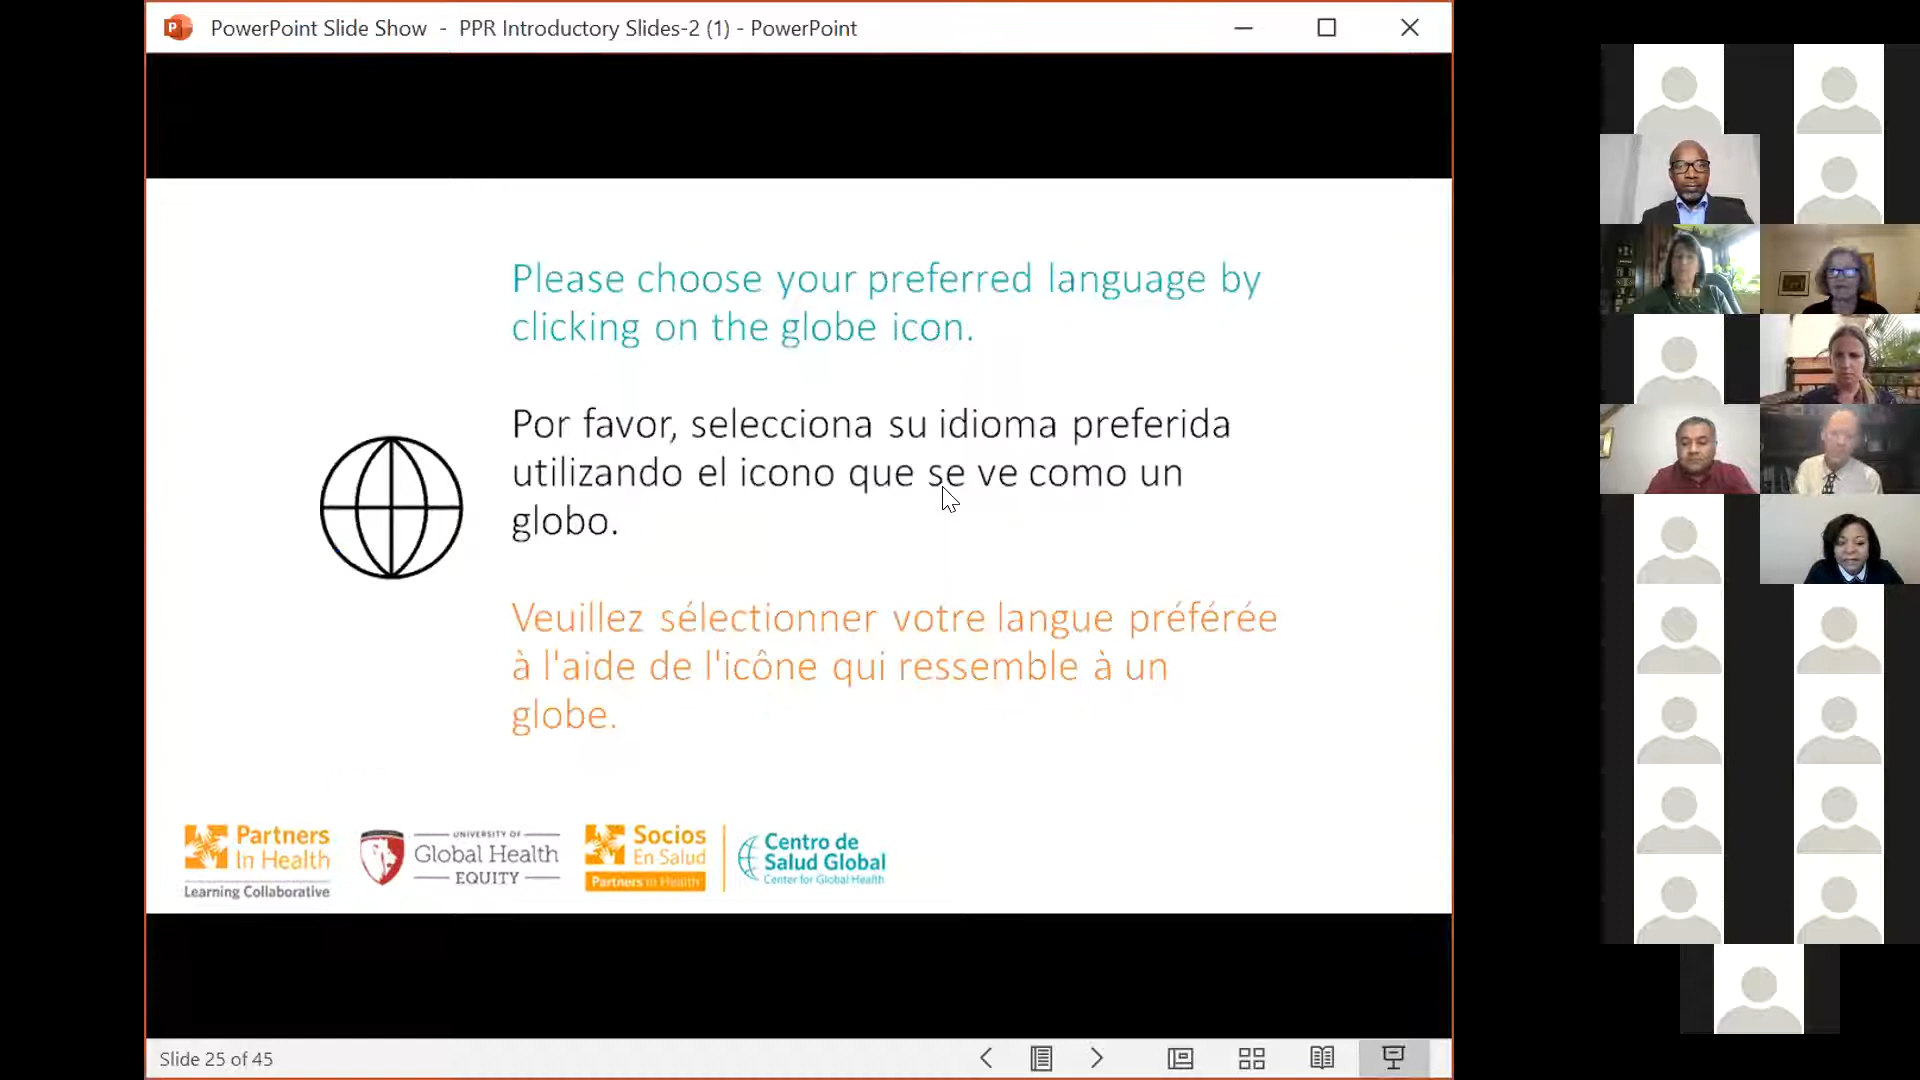 PowerPoint Slide Show - PPR Introductory Slides-2 (1) - PowerPoint
Please choose your preferred language by
clicking on the globe icon.
Por favor, selecciona su idioma preferida
utilizando el icono que se ve como un
globo.
Veuillez sélectionner votre langue préférée
à l'aide de l'icône qui ressemble à un
globe.
Partners
In Health
Learning Collaborative
UNIVERSITY OF
Global Health
EQUITY
Socios
En Salud
Partners In Health
Centro de
Salud Global
Center for Global Health
Slide 25 of 45